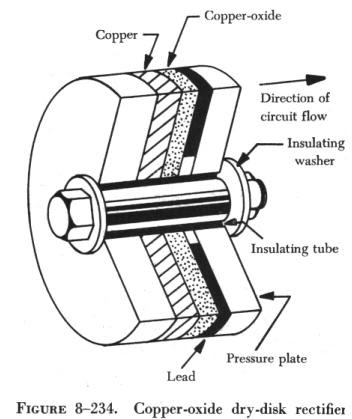 Copper-oxide
Copper
Direction of
circuit flow
Insulating
washer
Insulating tube
Pressure plate
Lead
FIGURE 8-234. Copper-oxide dry-disk rectifier